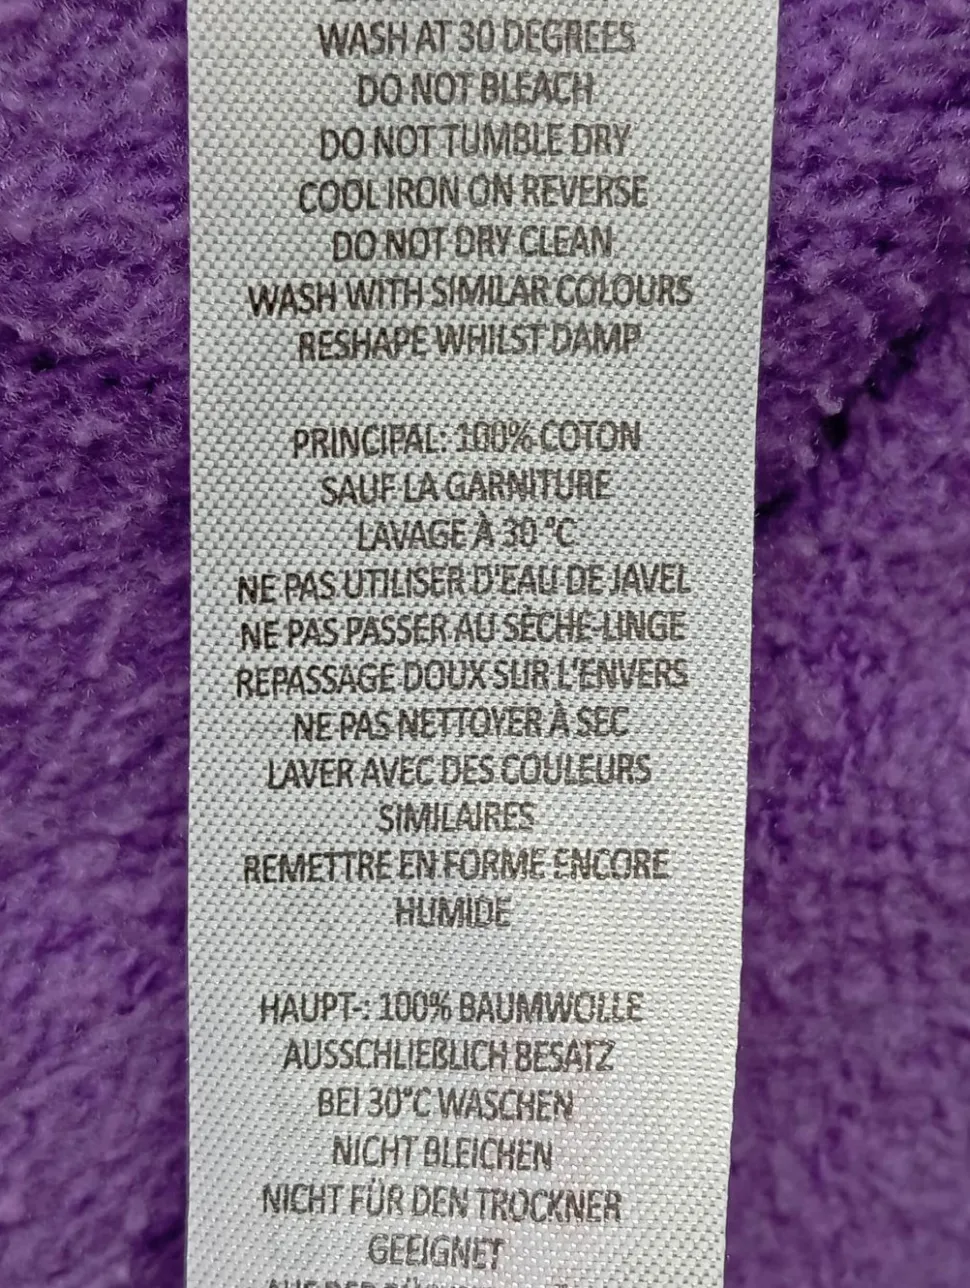 WASH AT 30 DEGREES
DO NOT BLEACH
DO NOT TUMBLE DRY
COOL IRON ON REVERSE
DO NOT DRY CLEAN
WASH WITH SIMILAR COLOURS
RESHAPE WHILST DAMP
PRINCIPAL: 100% COTON
SAUF LA GARNITURE
LAVAGE À 30 °C
NE PAS UTILISER D'EAU DE JAVEL
NE PAS PASSER AU SÈCHE-LINGE
REPASSAGE DOUX SUR L'ENVERS
NE PAS NETTOYER À SEC
LAVER AVEC DES COULEURS
SIMILAIRES
REMETTRE EN FORME ENCORE
HUMIDE
HAUPT-: 100% BAUMWOLLE
AUSSCHLIEßLICH BESATZ
BEI 30°C WASCHEN
NICHT BLEICHEN
NICHT FÜR DEN TROCKNER
GEEIGNET
AUF DER